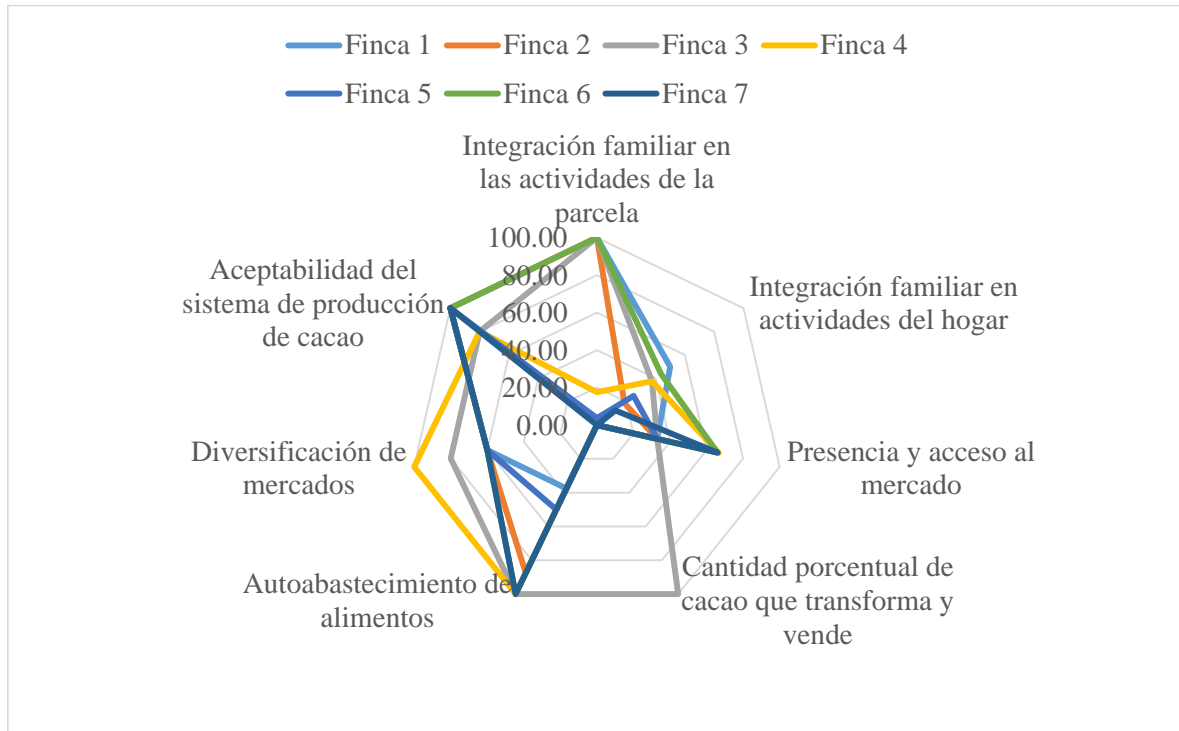 Finca 1 Finca 2 Finca 3 Finca 4
Finca 5 Finca 6 Finca 7
Integración familiar en
las actividades de la
parcela
100.00
80.00
60.00
40.00
20.00
0.00
Integración familiar en
actividades del hogar
Presencia y acceso al
mercado
Cantidad porcentual de
cacao que transforma y
vende
Autoabastecimiento de
alimentos
Diversificación de
mercados
Aceptabilidad del
sistema de producción
de cacao